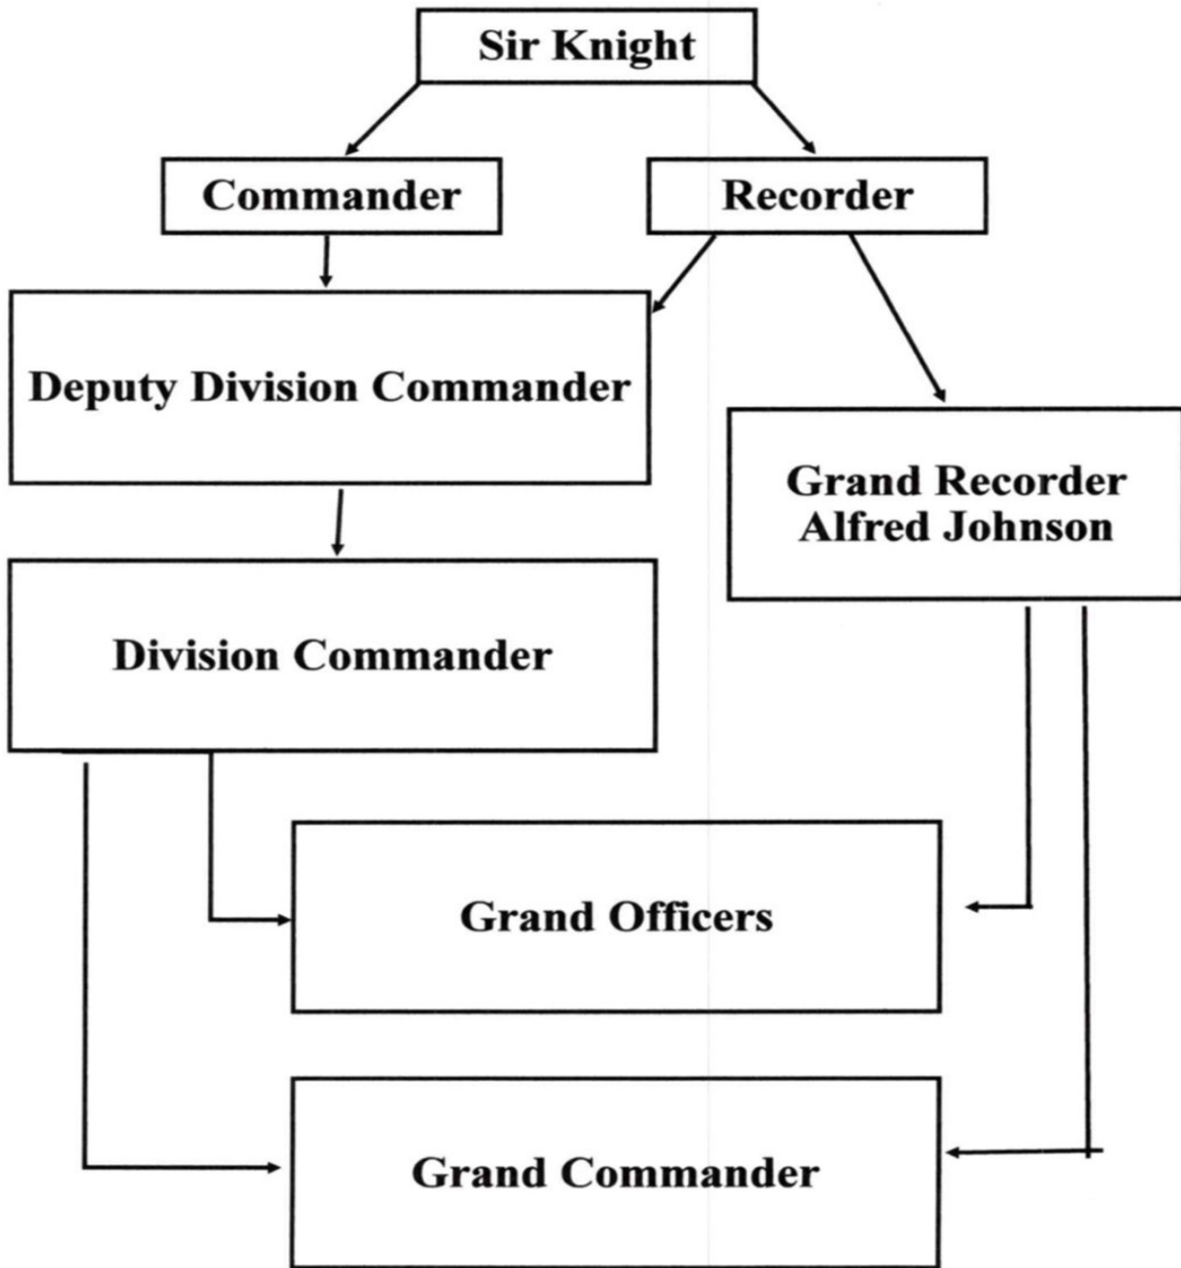 Sir Knight
Commander
Recorder
Deputy Division Commander
Grand Recorder
Alfred Johnson
Division Commander
Grand Officers
Grand Commander